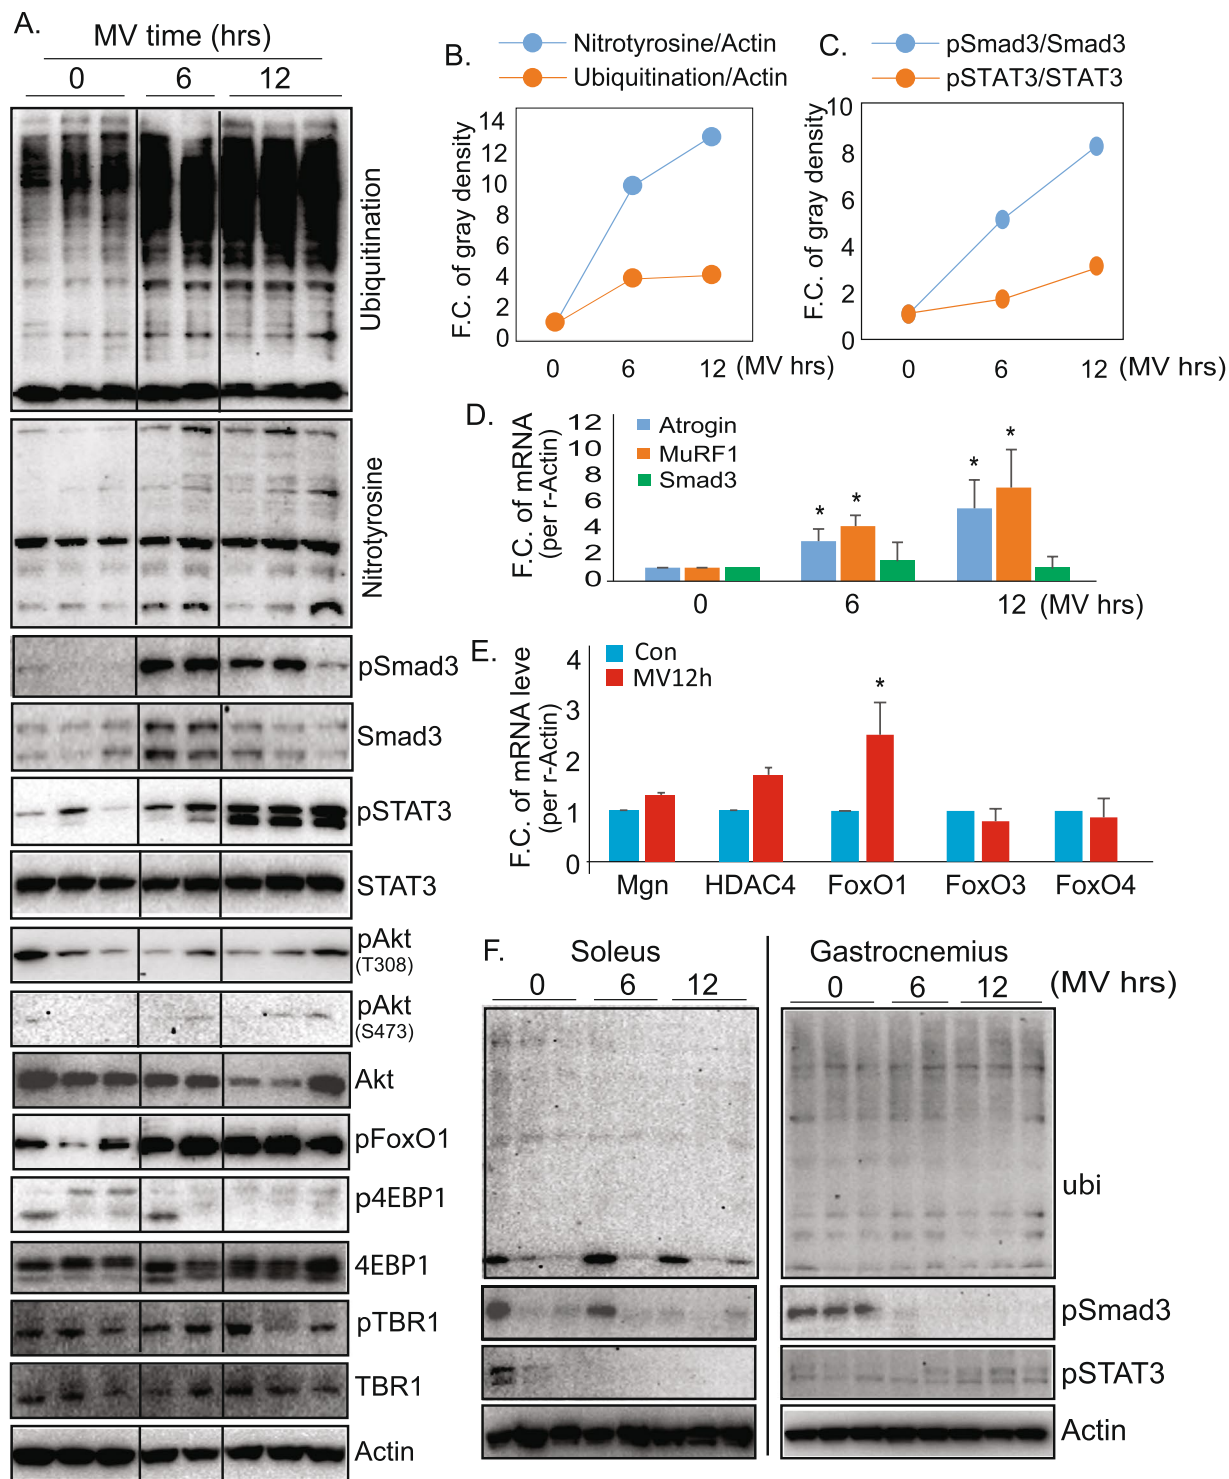 A.
MV time (hrs)
0 6 12
Ubiquitination
Nitrotyrosine
pSmad3
Smad3
pSTAT3
STAT3
pAkt
(T308)
pAkt
(S473)
Akt
pFoxO1
p4EBP1
4EBP1
pTBR1
TBR1
Actin
B.
Nitrotyrosine/Actin
Ubiquitination/Actin
F.C. of gray density
14
12
10
8
6
4
2
0
0 6 12 (MV hrs)
C.
pSmad3/Smad3
pSTAT3/STAT3
F.C. of gray density
10
8
6
4
2
0
0 6 12 (MV hrs)
D.
F.C. of mRNA
(per r-Actin)
12
10
8
6
4
2
0
Atrogin
MuRF1
Smad3
* *
* *
0 6 12 (MV hrs)
E.
F.C. of mRNA leve
(per r-Actin)
4
3
2
1
0
Con
MV12h
*
Mgn HDAC4 FoxO1 FoxO3 FoxO4
F.
Soleus Gastrocnemius
0 6 12 0 6 12 (MV hrs)
ubi
pSmad3
pSTAT3
Actin